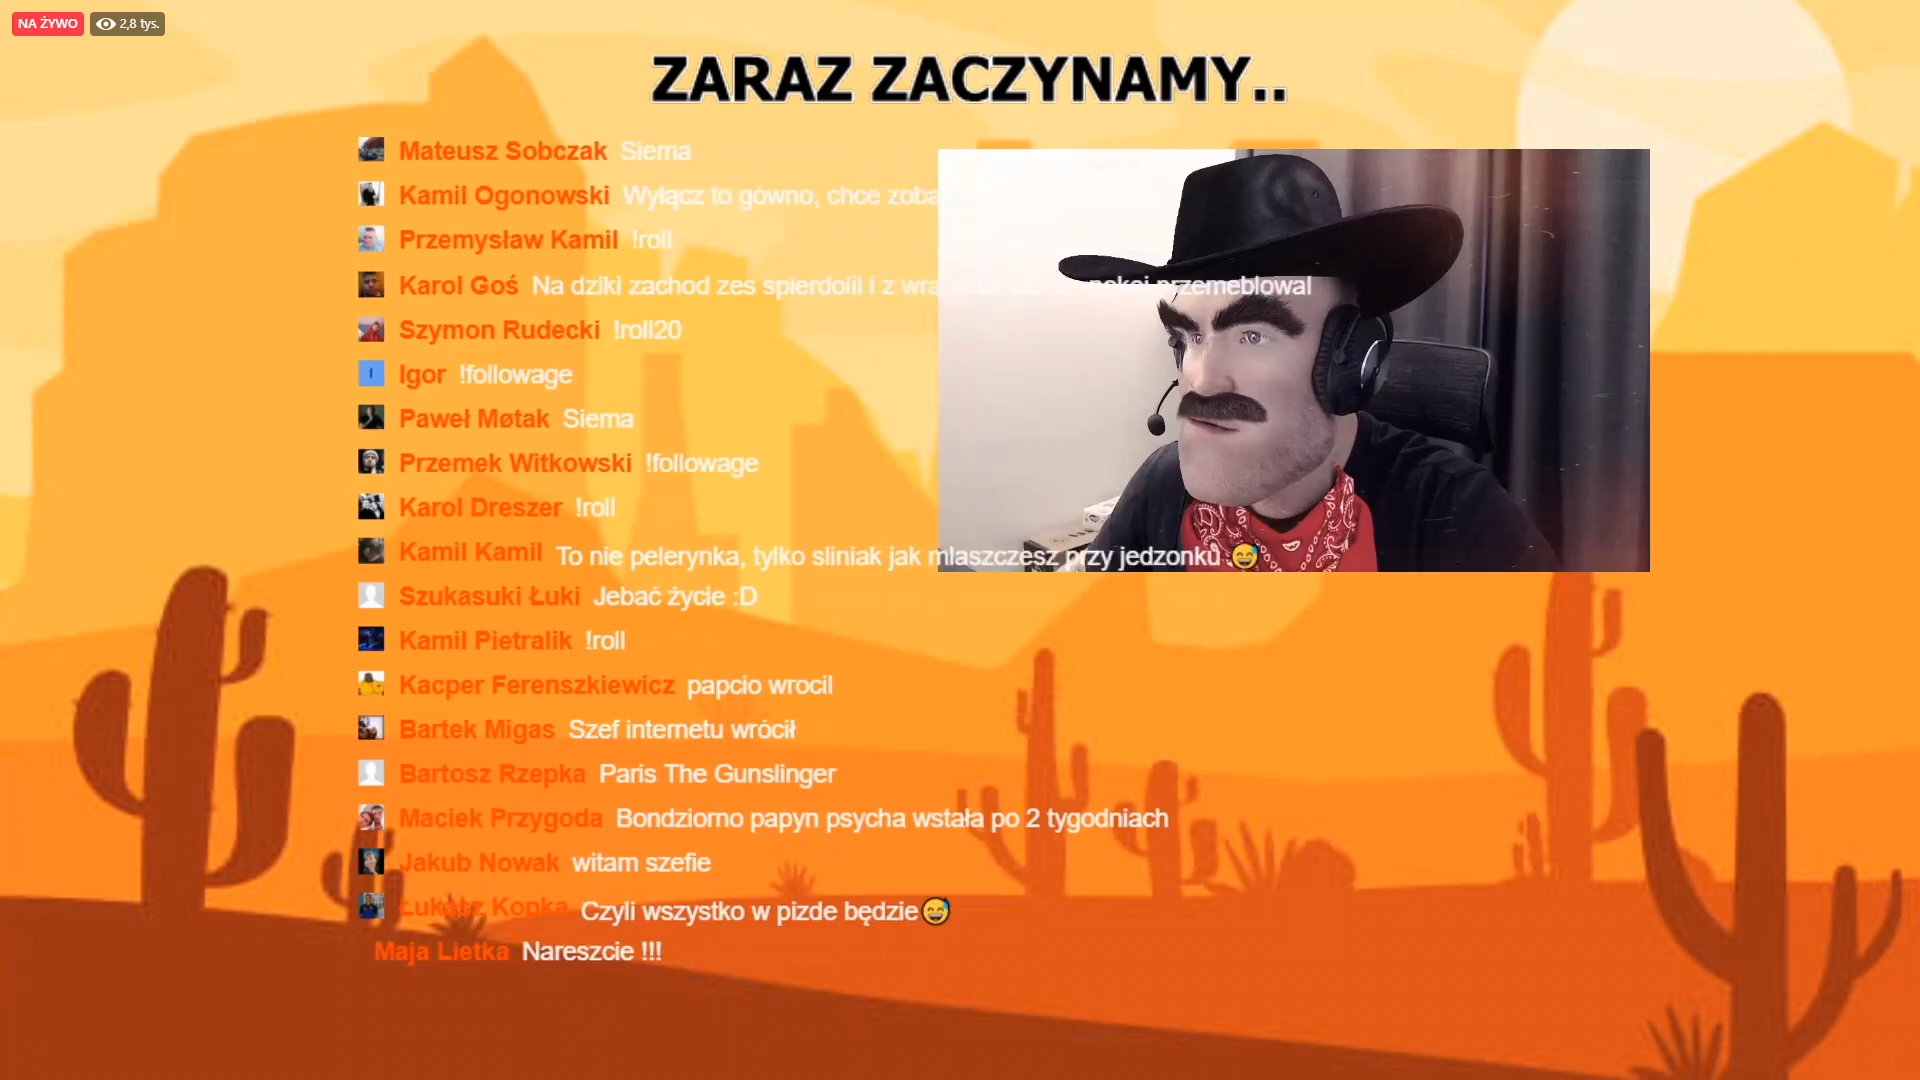 NA ŻYWO 2,8 tys.
ZARAZ ZACZYNAMY..
Mateusz Sobczak Siema
Kamil Ogonowski Wyłącz to gówno, chce zoba
Przemysław Kamil !roll
Karol Goś Na dziki zachod zes spierdolil i z wra pokoj przemeblowal
Szymon Rudecki !roll20
I
Igor !followage
Paweł Møtak Siema
Przemek Witkowski !followage
Karol Dreszer !roll
Kamil Kamil To nie pelerynka, tylko sliniak jak mlaszczesz przy jedzonku 😅
Szukasuki Łuki Jebać życie :D
Kamil Pietralik !roll
Kacper Ferenszkiewicz papcio wrocil
Bartek Migas Szef internetu wrócił
Bartosz Rzepka Paris The Gunslinger
Maciek Przygoda Bondziorno papyn psycha wstała po 2 tygodniach
Jakub Nowak witam szefie
Łukasz Kopka Czyli wszystko w pizde będzie😅
Maja Lietka Nareszcie !!!